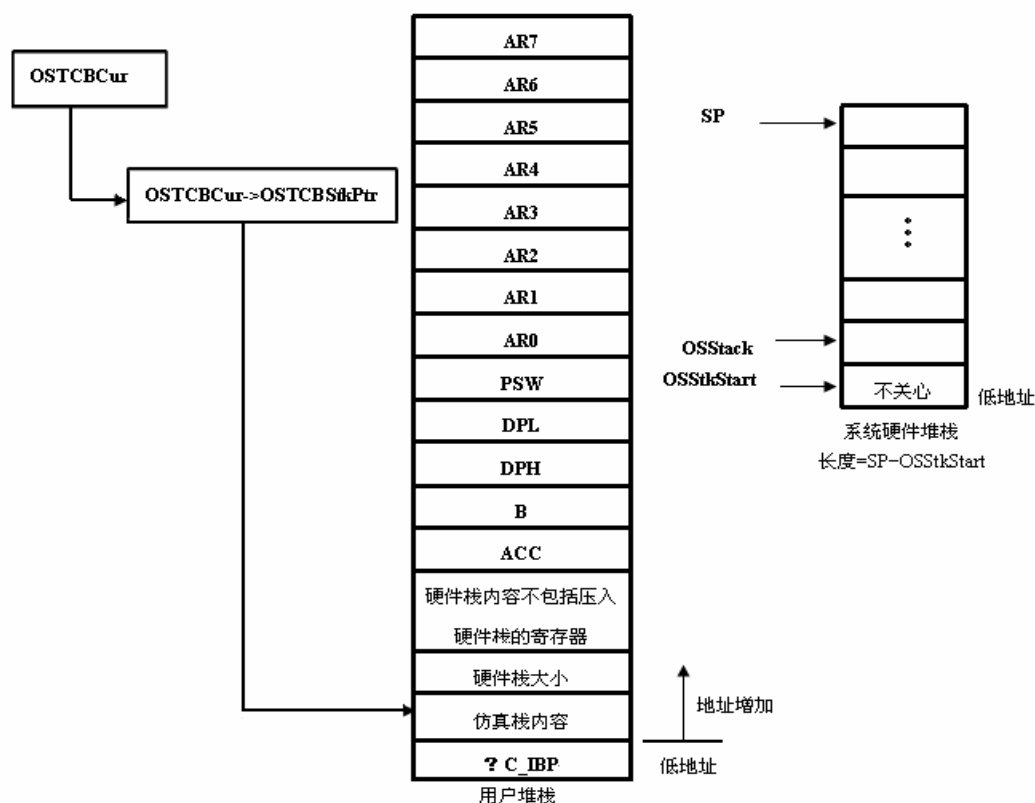 OSTCBCur
OSTCBCur->OSTCBStkPtr
AR7
AR6
AR5
AR4
AR3
AR2
AR1
AR0
PSW
DPL
DPH
B
ACC
硬件栈内容不包括压入
硬件栈的寄存器
硬件栈大小
仿真栈内容
? C_IBP
用户堆栈
地址增加
低地址
SP
OSStack
OSStkStart
不关心
低地址
系统硬件堆栈
长度=SP-OSStkStart